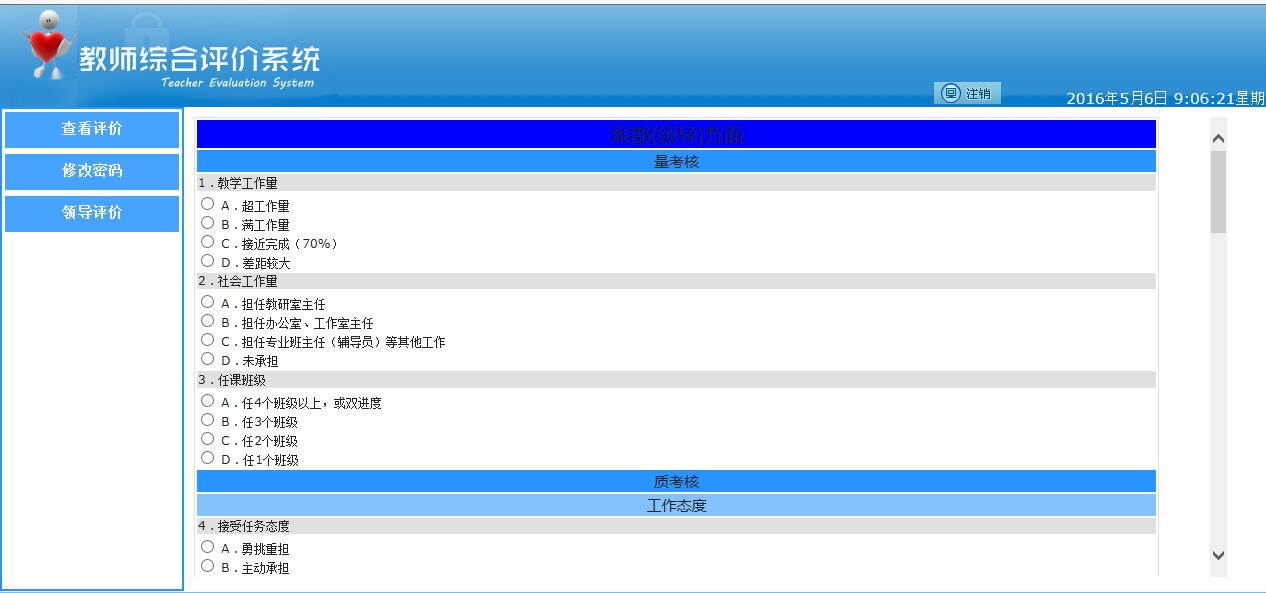 教师综合评价系统
Teacher Evaluation System
注销
2016年5月6日 9:06:21星期
查看评价
修改密码
领导评价
系部(领导)方面
量考核
1．教学工作量
A．超工作量
B．满工作量
C．接近完成（70%）
D．差距较大
2．社会工作量
A．担任教研室主任
B．担任办公室、工作室主任
C．担任专业班主任（辅导员）等其他工作
D．未承担
3．任课班级
A．任4个班级以上，或双进度
B．任3个班级
C．任2个班级
D．任1个班级
质考核
工作态度
4．接受任务态度
A．勇挑重担
B．主动承担